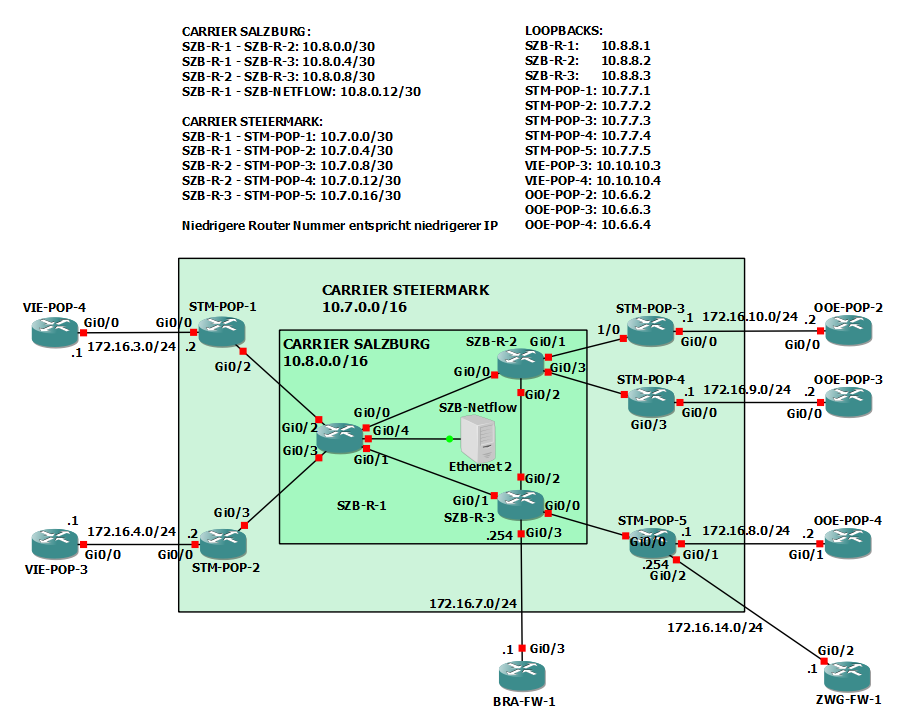 CARRIER SALZBURG:
SZB-R-1 - SZB-R-2: 10.8.0.0/30
SZB-R-1 - SZB-R-3: 10.8.0.4/30
SZB-R-2 - SZB-R-3: 10.8.0.8/30
SZB-R-1 - SZB-NETFLOW: 10.8.0.12/30
CARRIER STEIERMARK:
SZB-R-1 - STM-POP-1: 10.7.0.0/30
SZB-R-1 - STM-POP-2: 10.7.0.4/30
SZB-R-2 - STM-POP-3: 10.7.0.8/30
SZB-R-2 - STM-POP-4: 10.7.0.12/30
SZB-R-3 - STM-POP-5: 10.7.0.16/30
Niedrigere Router Nummer entspricht niedrigerer IP
LOOPBACKS:
SZB-R-1: 10.8.8.1
SZB-R-2: 10.8.8.2
SZB-R-3: 10.8.8.3
STM-POP-1: 10.7.7.1
STM-POP-2: 10.7.7.2
STM-POP-3: 10.7.7.3
STM-POP-4: 10.7.7.4
STM-POP-5: 10.7.7.5
VIE-POP-3: 10.10.10.3
VIE-POP-4: 10.10.10.4
OOE-POP-2: 10.6.6.2
OOE-POP-3: 10.6.6.3
OOE-POP-4: 10.6.6.4
CARRIER STEIERMARK
10.7.0.0/16
CARRIER SALZBURG
10.8.0.0/16
VIE-POP-4
Gi0/0
.1
172.16.3.0/24
STM-POP-1
Gi0/0
.2
Gi0/2
SZB-R-2
Gi0/0
Gi0/1
Gi0/3
Gi0/2
STM-POP-3
1/0
.1
172.16.10.0/24
Gi0/0
OOE-POP-2
.2
Gi0/0
STM-POP-4
.1
172.16.9.0/24
Gi0/0
Gi0/3
OOE-POP-3
.2
Gi0/0
Gi0/0
Gi0/2
Gi0/4
Gi0/3
Gi0/1
SZB-R-1
SZB-Netflow
Ethernet 2
Gi0/2
Gi0/1
Gi0/0
SZB-R-3
.254
Gi0/3
.1
172.16.4.0/24
Gi0/0
VIE-POP-3
Gi0/3
.2
Gi0/0
STM-POP-2
STM-POP-5
Gi0/0
.1
172.16.8.0/24
Gi0/1
.254
Gi0/2
OOE-POP-4
.2
Gi0/1
172.16.7.0/24
.1
Gi0/3
BRA-FW-1
172.16.14.0/24
Gi0/2
.1
ZWG-FW-1